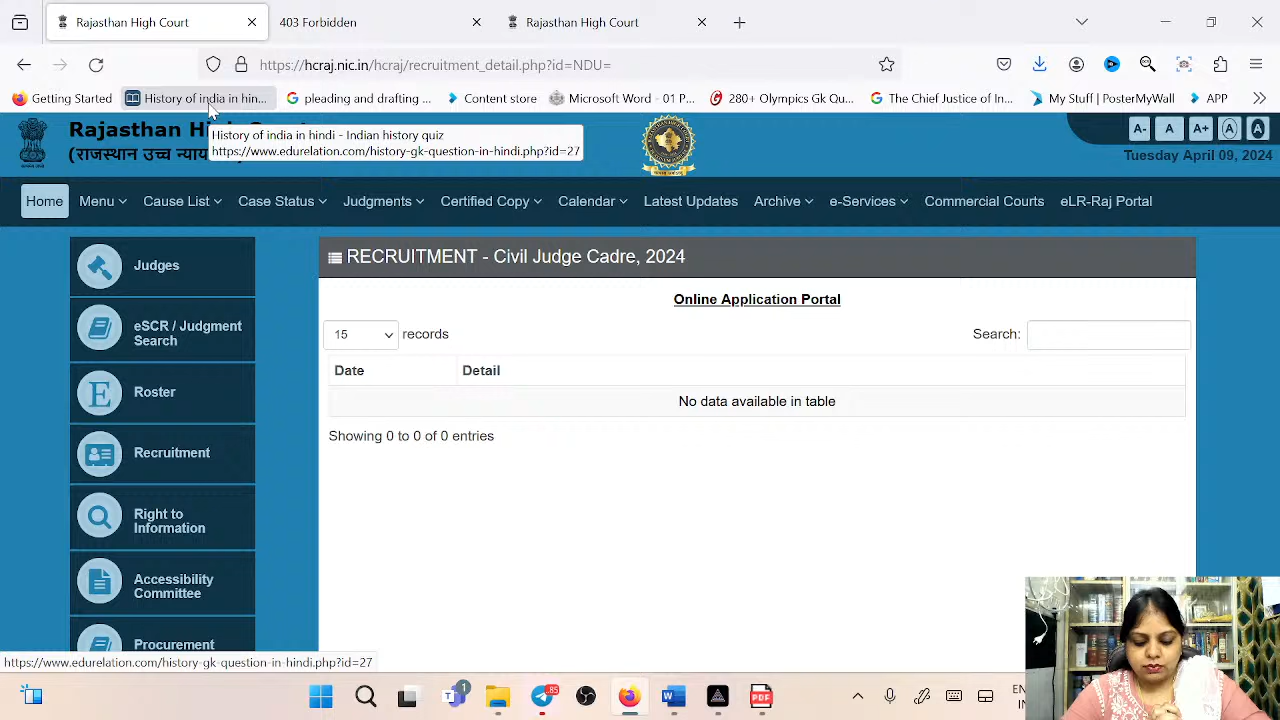 Rajasthan High Court
403 Forbidden
Rajasthan High Court
https://hcraj.nic.in/hcraj/recruitment_detail.php?id=NDU=
Getting Started
History of india in hin...
pleading and drafting ...
Content store
Microsoft Word - 01 P...
280+ Olympics Gk Qu...
The Chief Justice of In...
My Stuff | PosterMyWall
APP
Rajasthan H
(राजस्थान उच्च न्याय
History of india in hindi - Indian history quiz
https://www.edurelation.com/history-gk-question-in-hindi.php?id=27
A- A A+ A A
Tuesday April 09, 2024
Home Menu Cause List Case Status Judgments Certified Copy Calendar Latest Updates Archive e-Services Commercial Courts eLR-Raj Portal
Judges
eSCR / Judgment
Search
Roster
Recruitment
Right to
Information
Accessibility
Committee
Procurement
RECRUITMENT - Civil Judge Cadre, 2024
Online Application Portal
15 records
Search:
Date Detail
No data available in table
Showing 0 to 0 of 0 entries
https://www.edurelation.com/history-gk-question-in-hindi.php?id=27
1
.85
W
PDF
EN
IN